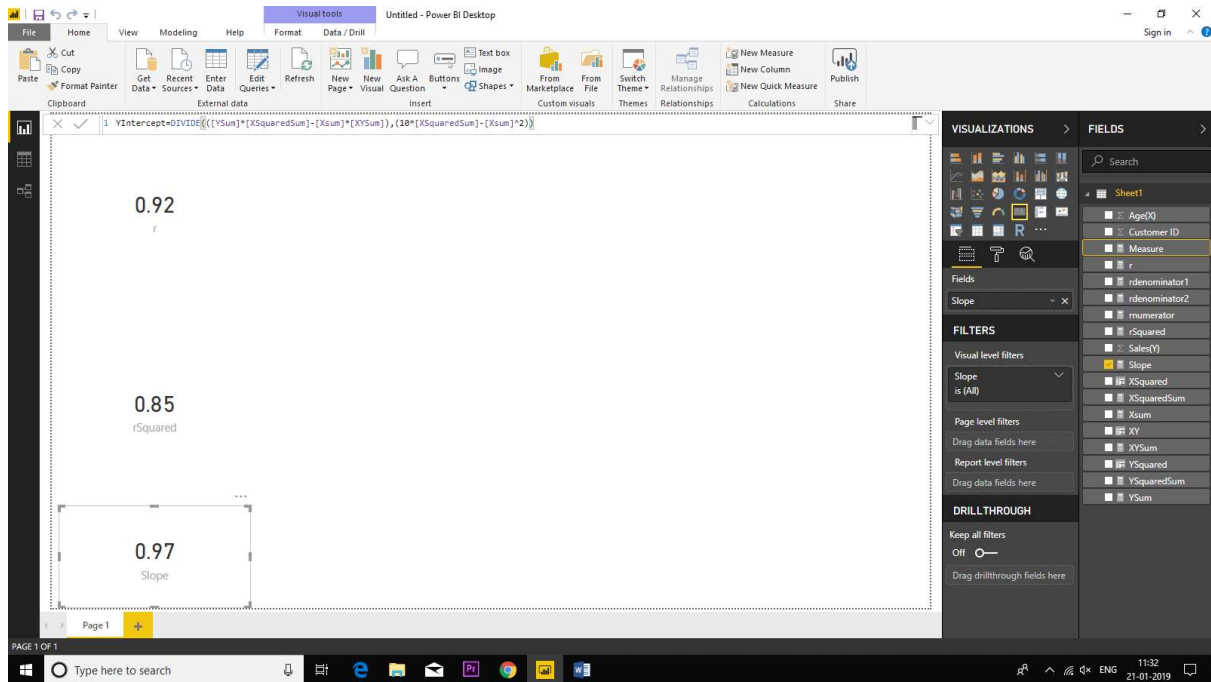 Visual tools
Untitled - Power BI Desktop
File Home View Modeling Help Format Data / Drill
Sign in
Paste
Cut
Copy
Format Painter
Get Data
Recent Sources
Enter Data
Edit Queries
Refresh
New Page
New Visual
Ask A Question
Buttons
Text box
Image
Shapes
From Marketplace
From File
Switch Theme
Manage Relationships
New Measure
New Column
New Quick Measure
Publish
Clipboard
External data
Insert
Custom visuals
Themes
Relationships
Calculations
Share
1 YIntercept=DIVIDE(([YSum]*[XSquaredSum]-[Xsum]*[XYSum]),(10*[XSquaredSum]-[Xsum]^2))
0.92
r
0.85
rSquared
0.97
Slope
VISUALIZATIONS
R
Fields
Slope
FILTERS
Visual level filters
Slope
is (All)
Page level filters
Drag data fields here
Report level filters
Drag data fields here
DRILLTHROUGH
Keep all filters
Off
Drag drillthrough fields here
FIELDS
Search
Sheet1
Age(X)
Customer ID
Measure
r
rdenominator1
rdenominator2
rnumerator
rSquared
Sales(Y)
Slope
XSquared
XSquaredSum
Xsum
XY
XYSum
YSquared
YSquaredSum
YSum
Page 1
PAGE 1 OF 1
Type here to search
Pr
ENG
11:32
21-01-2019